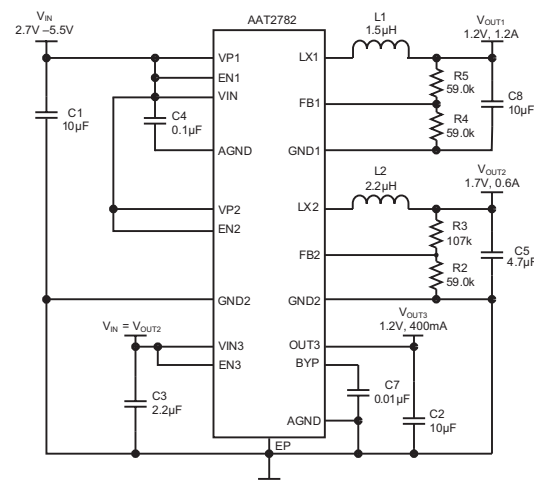 VIN
2.7V –5.5V
AAT2782
L1
1.5µH
VOUT1
1.2V, 1.2A
VP1
EN1
VIN
LX1
R5
59.0k
C1
10µF
C4
0.1µF
FB1
R4
59.0k
C8
10µF
AGND
GND1
L2
2.2µH
VOUT2
1.7V, 0.6A
VP2
EN2
LX2
R3
107k
FB2
R2
59.0k
C5
4.7µF
GND2
GND2
VIN = VOUT2
VOUT3
1.2V, 400mA
VIN3
EN3
OUT3
BYP
C3
2.2µF
C7
0.01µF
C2
10µF
AGND
EP